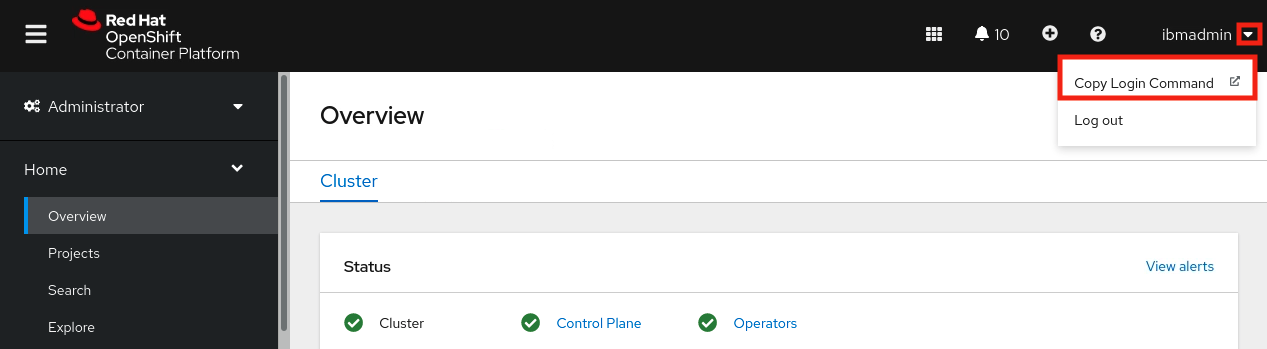 Red Hat
OpenShift
Container Platform
10
ibmadmin
Copy Login Command
Log out
Administrator
Home
Overview
Projects
Search
Explore
Overview
Cluster
Status
View alerts
Cluster
Control Plane
Operators